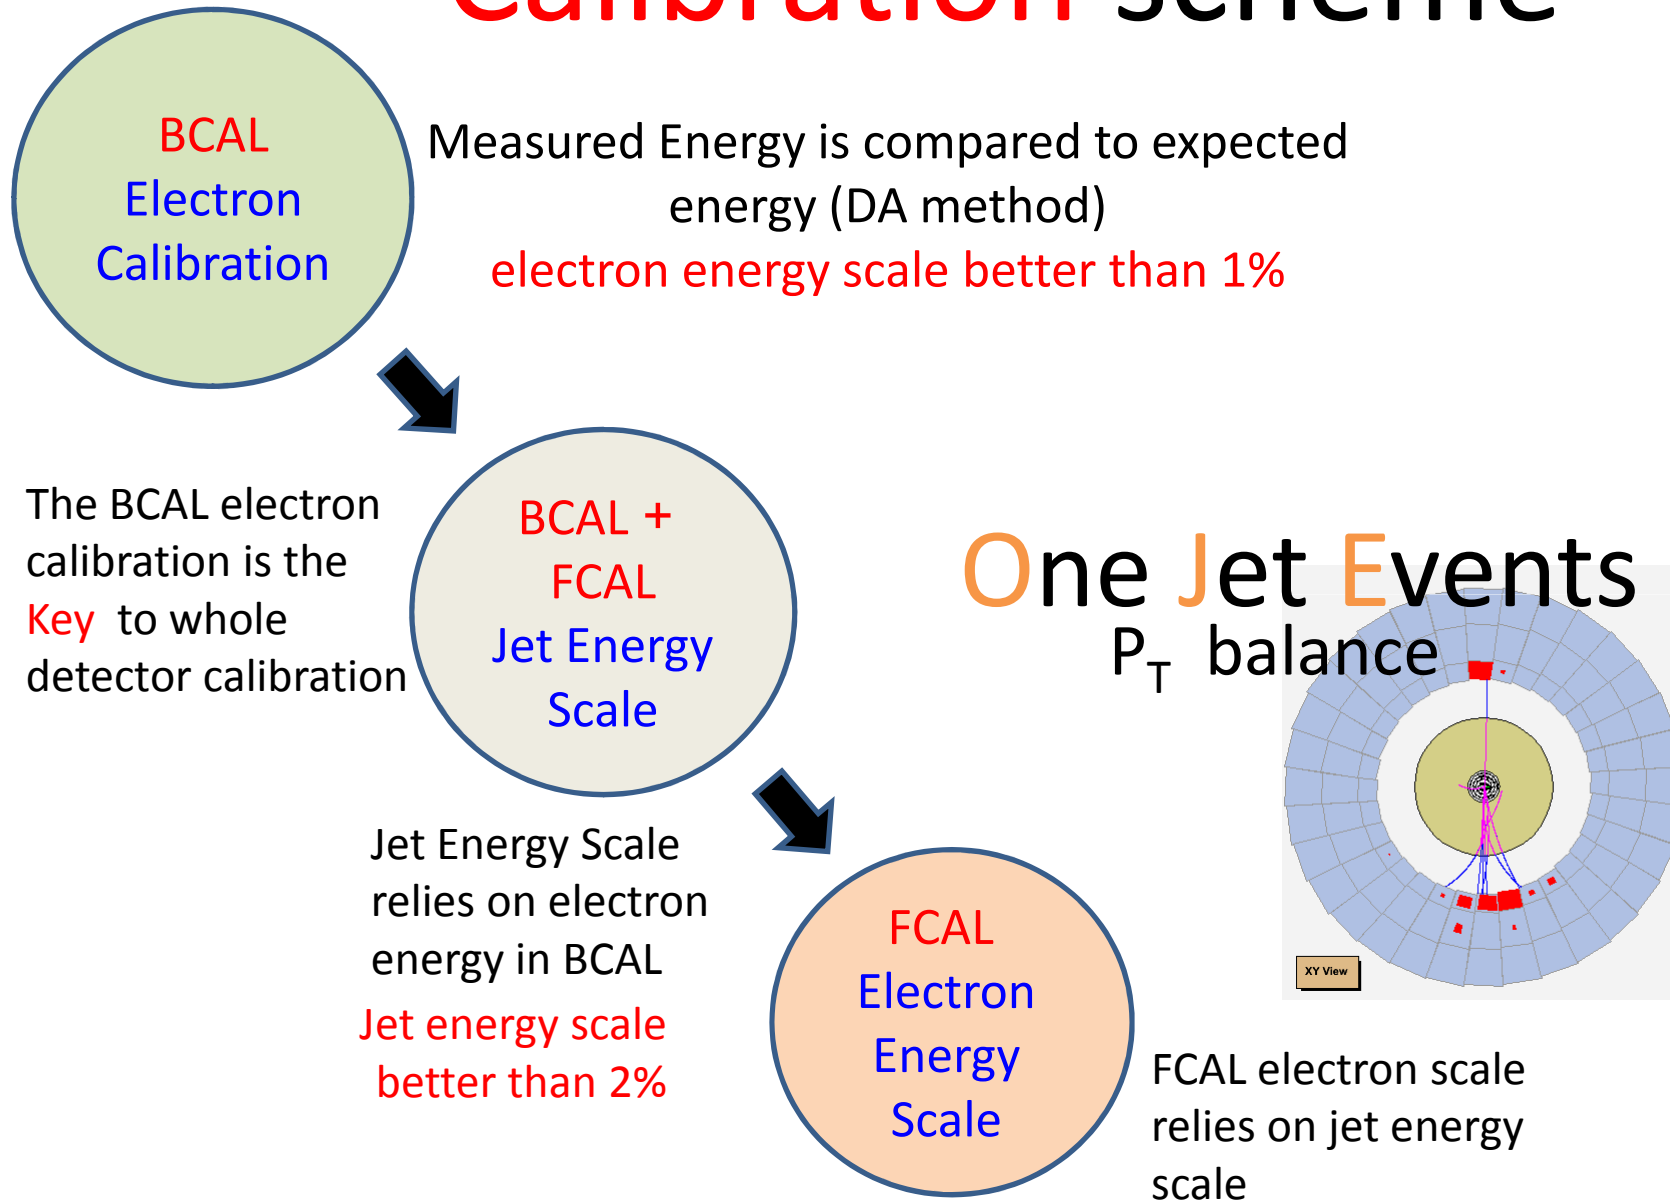 Calibration scheme
BCAL
Electron
Calibration
Measured Energy is compared to expected
energy (DA method)
electron energy scale better than 1%
The BCAL electron
calibration is the
Key to whole
detector calibration
BCAL +
FCAL
Jet Energy
Scale
One Jet Events
PT balance
XY View
Jet Energy Scale
relies on electron
energy in BCAL
Jet energy scale
better than 2%
FCAL
Electron
Energy
Scale
FCAL electron scale
relies on jet energy
scale